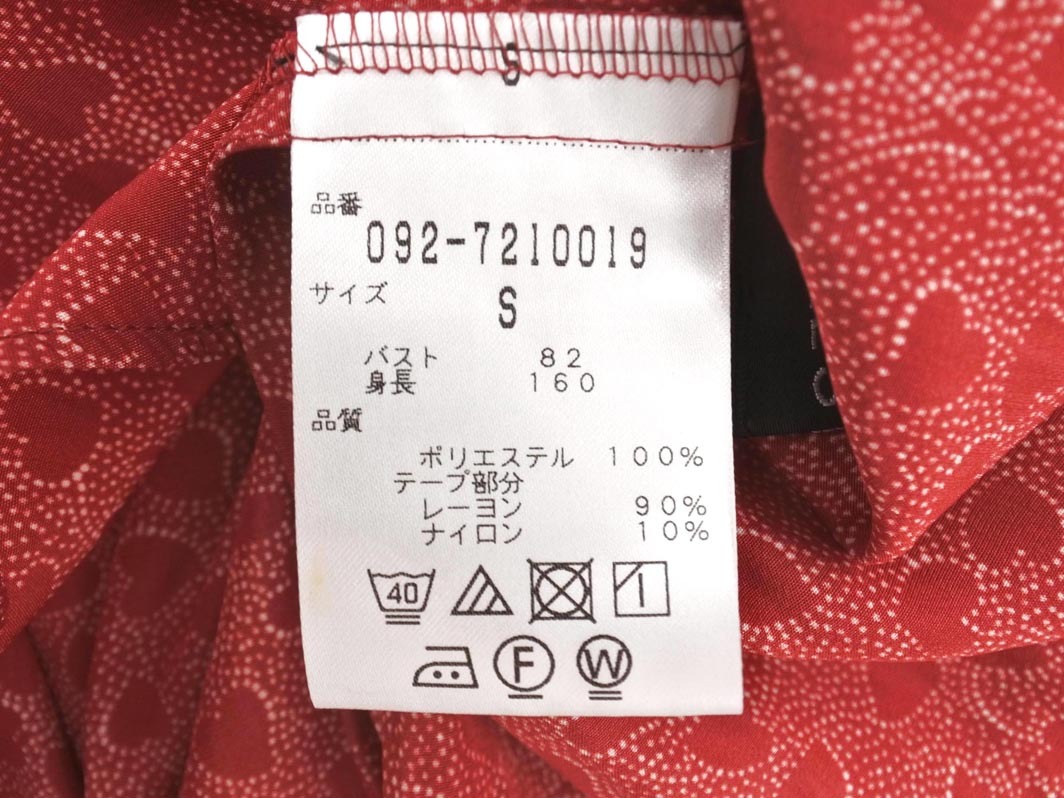 S
品番
092-7210019
サイズ
S
バスト 82
身長 160
品質
ポリエステル 100%
テープ部分
レーヨン 90%
ナイロン 10%
40
F W